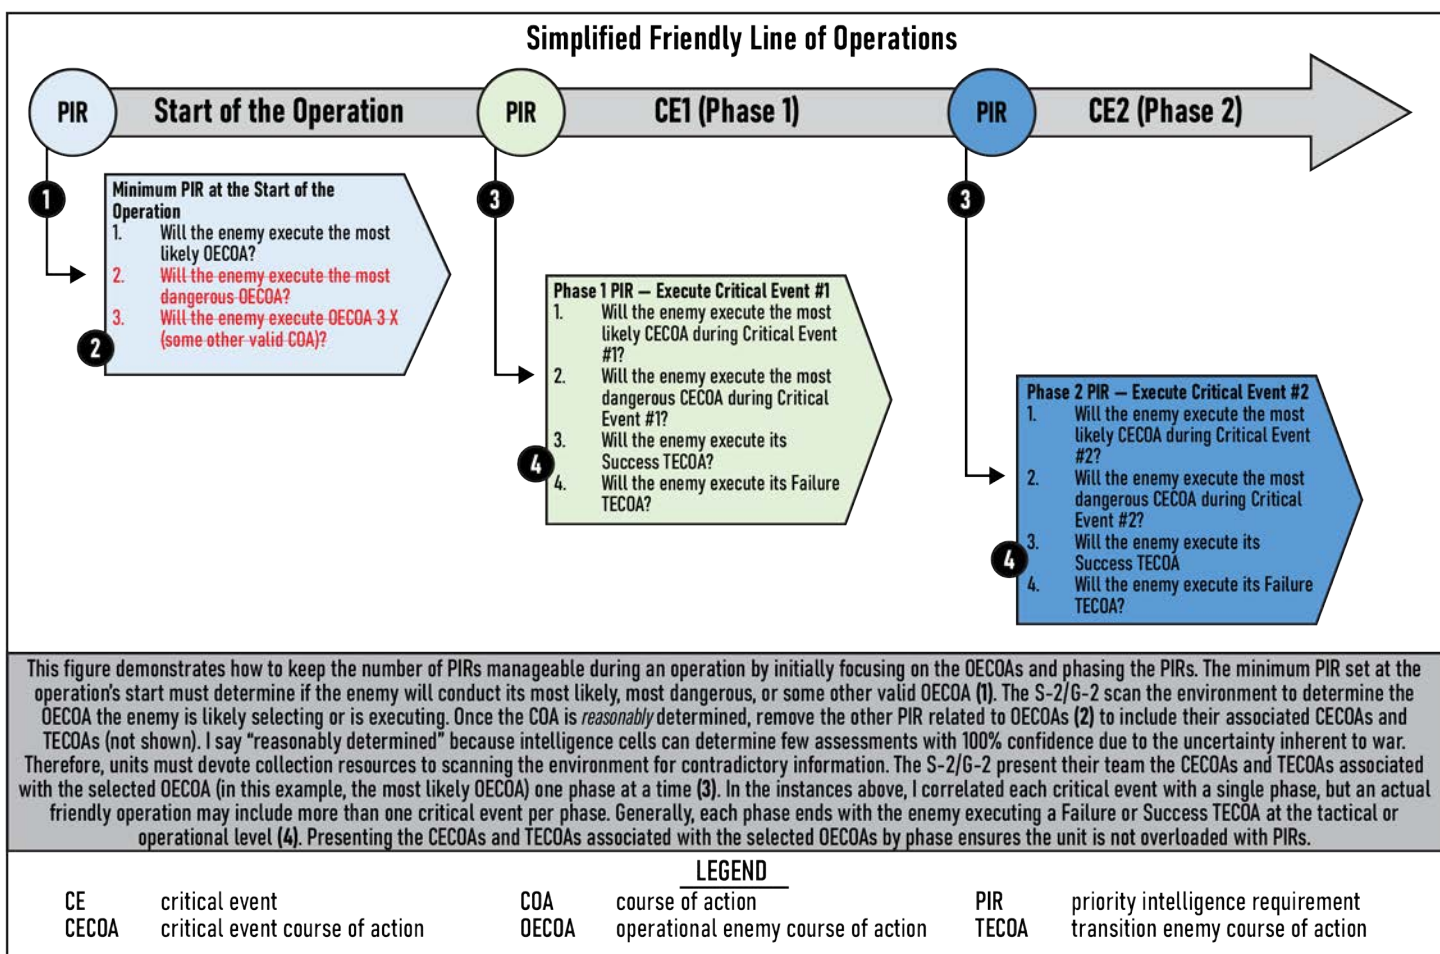 Simplified Friendly Line of Operations
PIR
Start of the Operation
PIR
CE1 (Phase 1)
PIR
CE2 (Phase 2)
1
Minimum PIR at the Start of the
Operation
1. Will the enemy execute the most
likely OECOA?
2. Will the enemy execute the most
dangerous OECOA?
3. Will the enemy execute OECOA 3-X
(some other valid COA)?
2
3
Phase 1 PIR — Execute Critical Event #1
1. Will the enemy execute the most
likely CECOA during Critical Event
#1?
2. Will the enemy execute the most
dangerous CECOA during Critical
Event #1?
3. Will the enemy execute its
Success TECOA?
4. Will the enemy execute its Failure
TECOA?
4
3
Phase 2 PIR — Execute Critical Event #2
1. Will the enemy execute the most
likely CECOA during Critical Event
#2?
2. Will the enemy execute the most
dangerous CECOA during Critical
Event #2?
3. Will the enemy execute its
Success TECOA
4. Will the enemy execute its Failure
TECOA?
4
This figure demonstrates how to keep the number of PIRs manageable during an operation by initially focusing on the OECOAs and phasing the PIRs. The minimum PIR set at the
operation's start must determine if the enemy will conduct its most likely, most dangerous, or some other valid OECOA (1). The S-2/G-2 scan the environment to determine the
OECOA the enemy is likely selecting or is executing. Once the COA is reasonably determined, remove the other PIR related to OECOAs (2) to include their associated CECOAs and
TECOAs (not shown). I say “reasonably determined” because intelligence cells can determine few assessments with 100% confidence due to the uncertainty inherent to war.
Therefore, units must devote collection resources to scanning the environment for contradictory information. The S-2/G-2 present their team the CECOAs and TECOAs associated
with the selected OECOA (in this example, the most likely OECOA) one phase at a time (3). In the instances above, I correlated each critical event with a single phase, but an actual
friendly operation may include more than one critical event per phase. Generally, each phase ends with the enemy executing a Failure or Success TECOA at the tactical or
operational level (4). Presenting the CECOAs and TECOAs associated with the selected OECOAs by phase ensures the unit is not overloaded with PIRs.
LEGEND
CE critical event
COA course of action
PIR priority intelligence requirement
CECOA critical event course of action
OECOA operational enemy course of action
TECOA transition enemy course of action